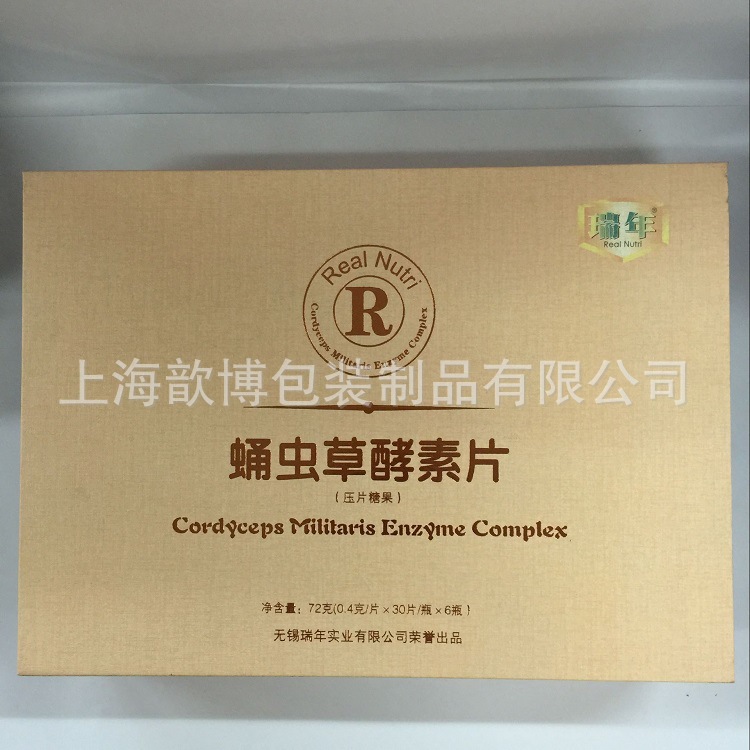 瑞年®
Real Nutri
Real Nutri
R
Cordyceps Militaris Enzyme Complex
上海歆博包装制品有限公司
蛹虫草酵素片
(压片糖果)
Cordyceps Militaris Enzyme Complex
净含量：72克(0.4克/片×30片/瓶×6瓶)
无锡瑞年实业有限公司荣誉出品